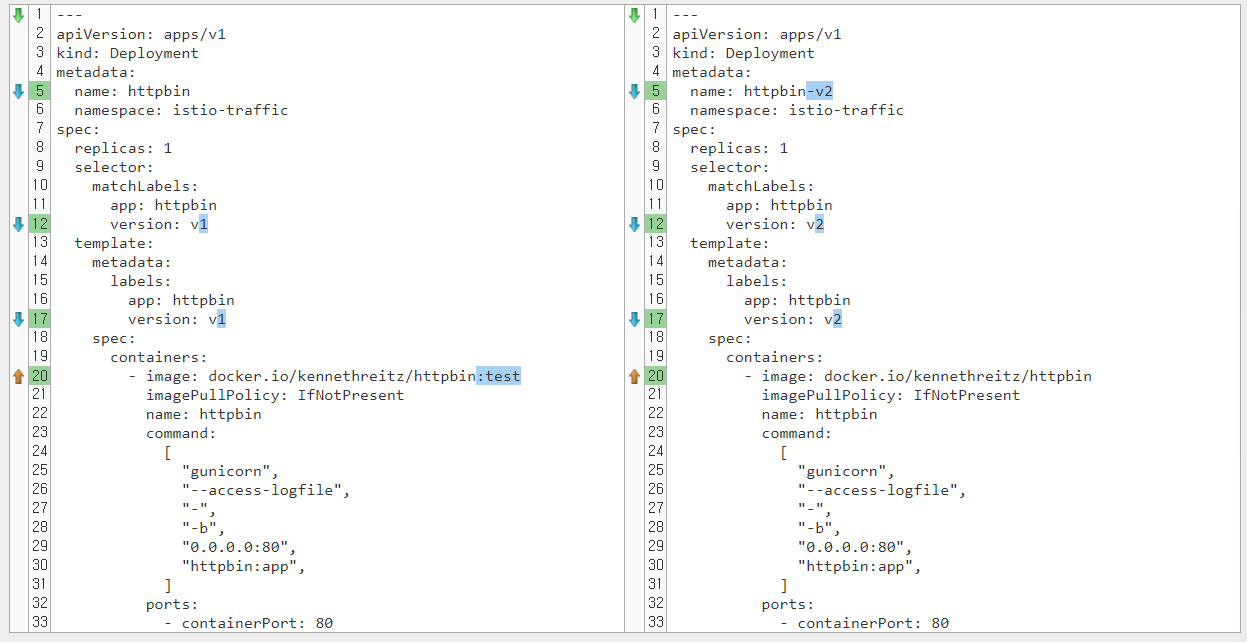 1 ---
2 apiVersion: apps/v1
3 kind: Deployment
4 metadata:
5   name: httpbin
6   namespace: istio-traffic
7 spec:
8   replicas: 1
9   selector:
10     matchLabels:
11       app: httpbin
12       version: v1
13   template:
14     metadata:
15       labels:
16         app: httpbin
17         version: v1
18     spec:
19       containers:
20         - image: docker.io/kennethreitz/httpbin:test
21           imagePullPolicy: IfNotPresent
22           name: httpbin
23           command:
24             [
25               "gunicorn",
26               "--access-logfile",
27               "-",
28               "-b",
29               "0.0.0.0:80",
30               "httpbin:app",
31             ]
32           ports:
33             - containerPort: 80
1 ---
2 apiVersion: apps/v1
3 kind: Deployment
4 metadata:
5   name: httpbin-v2
6   namespace: istio-traffic
7 spec:
8   replicas: 1
9   selector:
10     matchLabels:
11       app: httpbin
12       version: v2
13   template:
14     metadata:
15       labels:
16         app: httpbin
17         version: v2
18     spec:
19       containers:
20         - image: docker.io/kennethreitz/httpbin
21           imagePullPolicy: IfNotPresent
22           name: httpbin
23           command:
24             [
25               "gunicorn",
26               "--access-logfile",
27               "-",
28               "-b",
29               "0.0.0.0:80",
30               "httpbin:app",
31             ]
32           ports:
33             - containerPort: 80